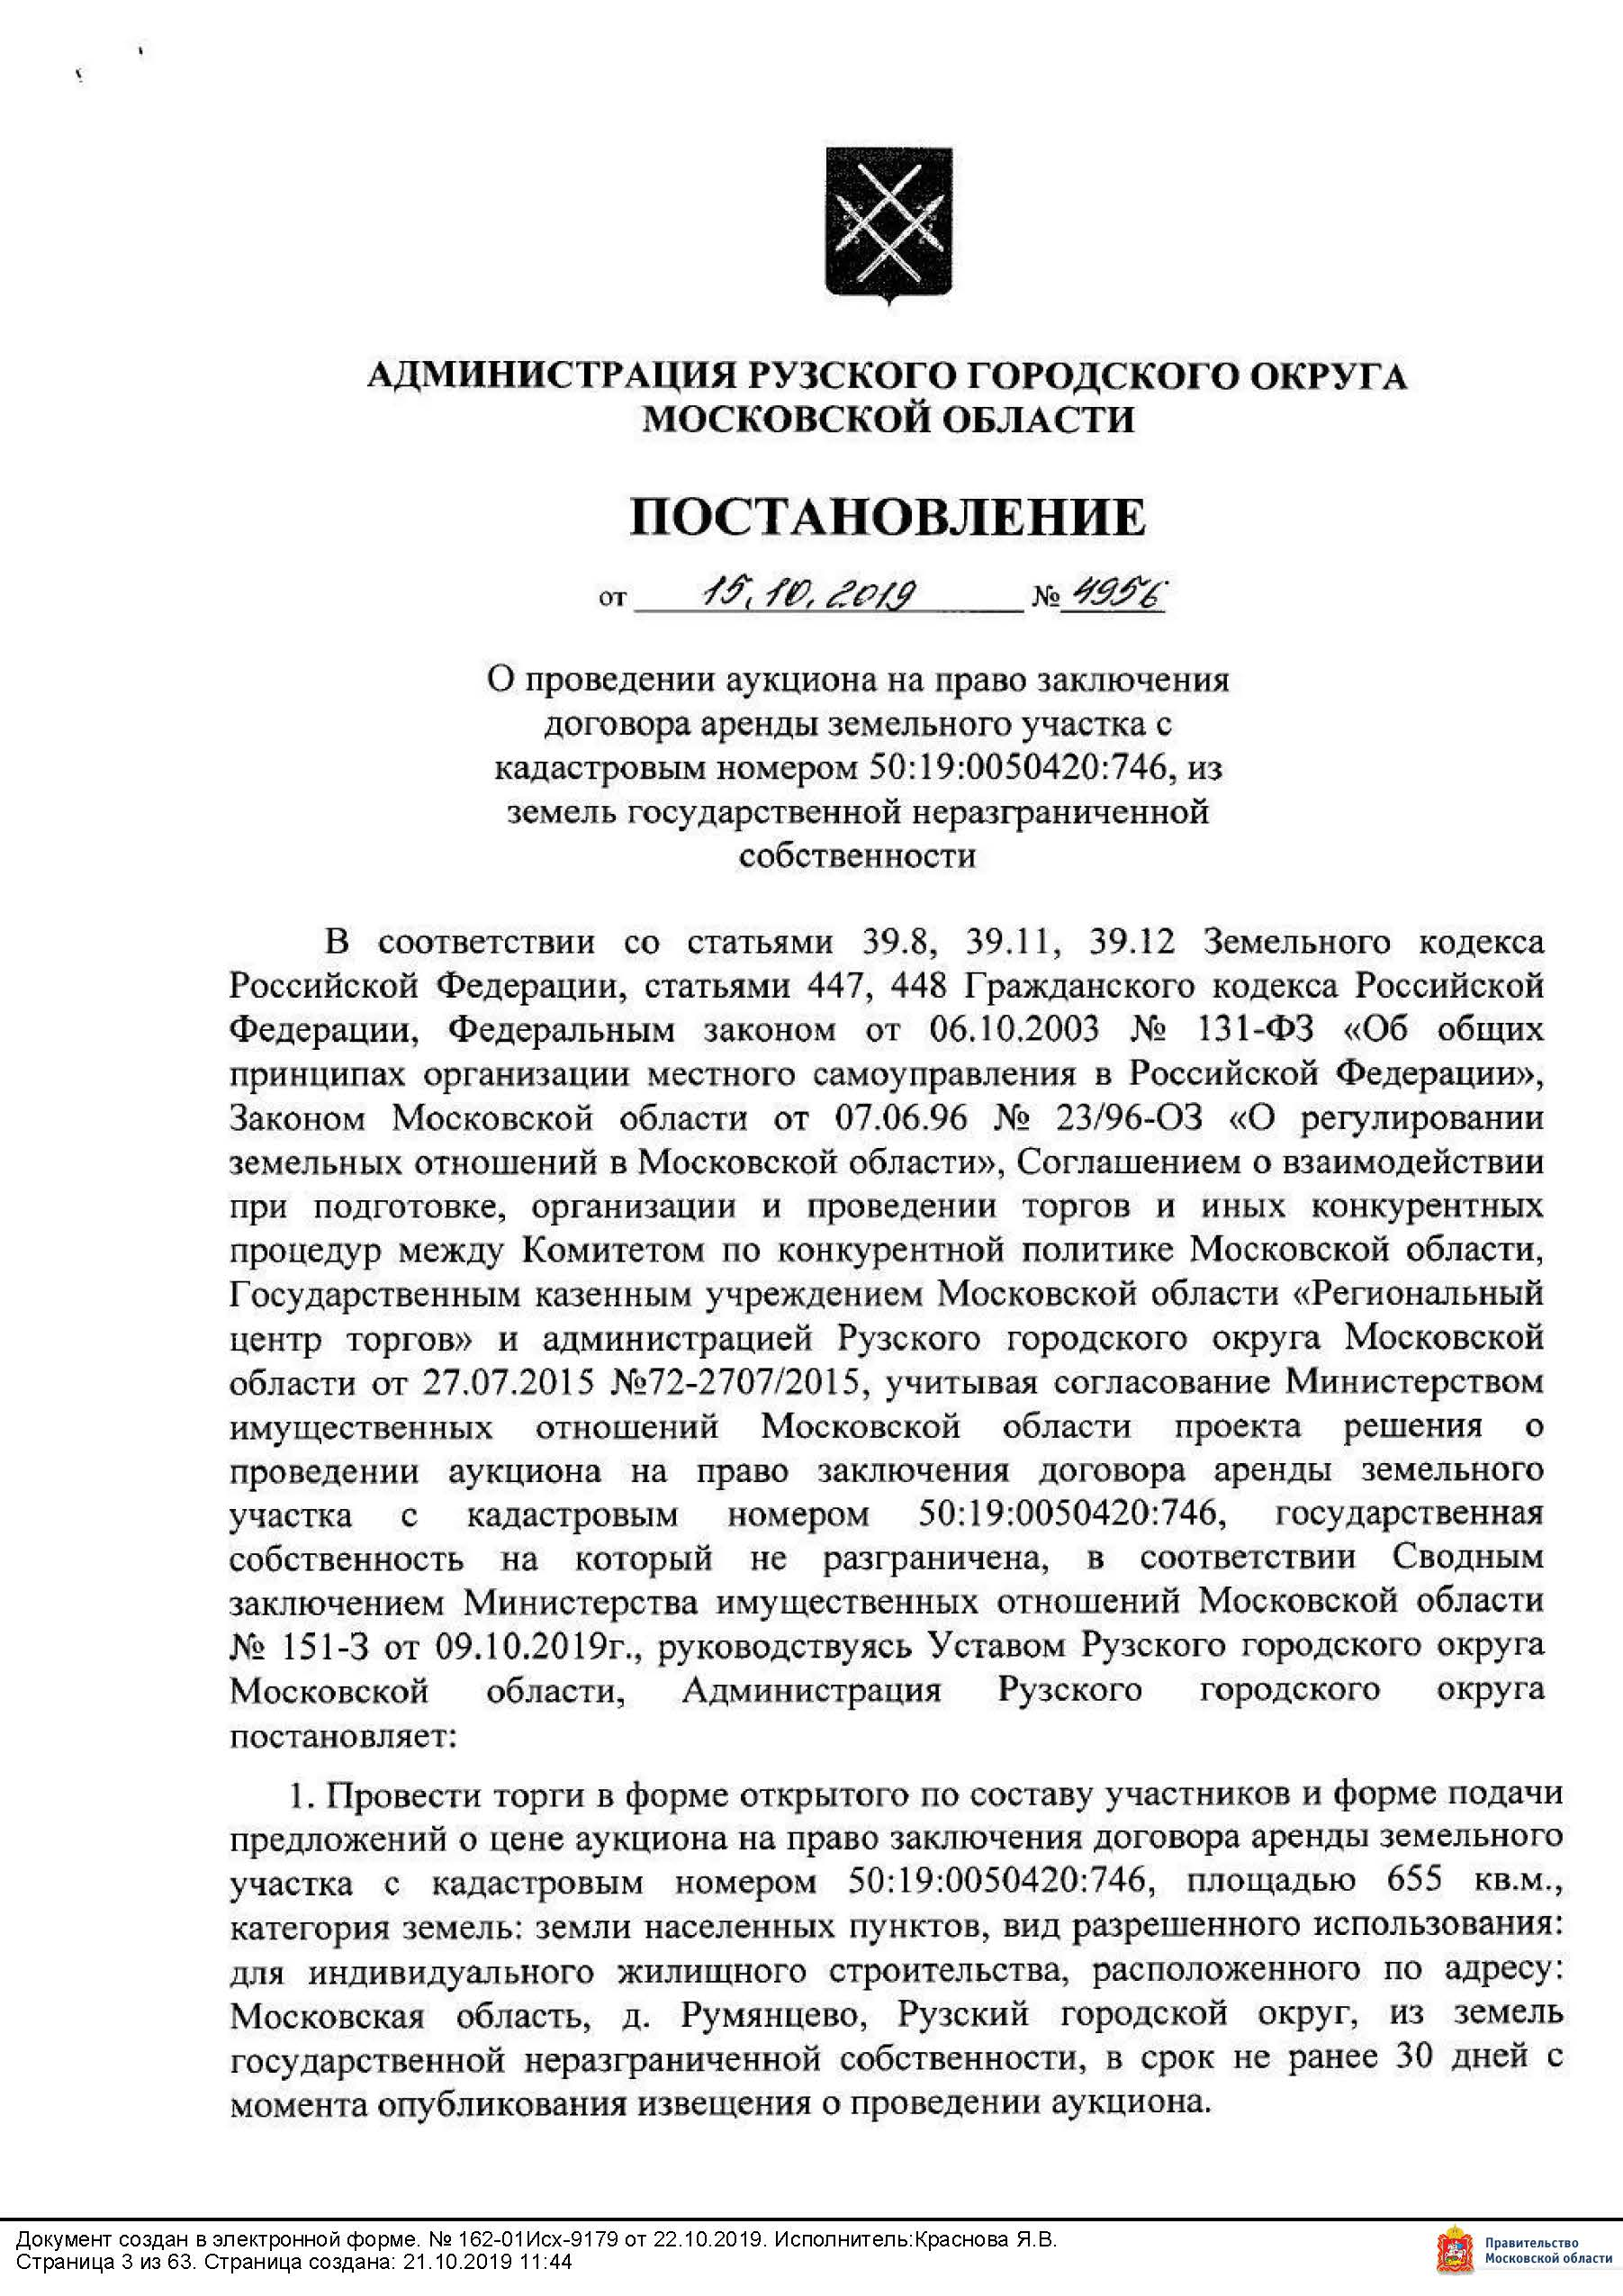 АДМИНИСТРАЦИЯ РУЗСКОГО ГОРОДСКОГО ОКРУГА
МОСКОВСКОЙ ОБЛАСТИ
ПОСТАНОВЛЕНИЕ
от 15.10.2019 № 4956
О проведении аукциона на право заключения
договора аренды земельного участка с
кадастровым номером 50:19:0050420:746, из
земель государственной неразграниченной
собственности
В соответствии со статьями 39.8, 39.11, 39.12 Земельного кодекса
Российской Федерации, статьями 447, 448 Гражданского кодекса Российской
Федерации, Федеральным законом от 06.10.2003 № 131-ФЗ «Об общих
принципах организации местного самоуправления в Российской Федерации»,
Законом Московской области от 07.06.96 № 23/96-ОЗ «О регулировании
земельных отношений в Московской области», Соглашением о взаимодействии
при подготовке, организации и проведении торгов и иных конкурентных
процедур между Комитетом по конкурентной политике Московской области,
Государственным казенным учреждением Московской области «Региональный
центр торгов» и администрацией Рузского городского округа Московской
области от 27.07.2015 №72-2707/2015, учитывая согласование Министерством
имущественных отношений Московской области проекта решения о
проведении аукциона на право заключения договора аренды земельного
участка с кадастровым номером 50:19:0050420:746, государственная
собственность на который не разграничена, в соответствии Сводным
заключением Министерства имущественных отношений Московской области
№ 151-З от 09.10.2019г., руководствуясь Уставом Рузского городского округа
Московской области, Администрация Рузского городского округа
постановляет:
1. Провести торги в форме открытого по составу участников и форме подачи
предложений о цене аукциона на право заключения договора аренды земельного
участка с кадастровым номером 50:19:0050420:746, площадью 655 кв.м.,
категория земель: земли населенных пунктов, вид разрешенного использования:
для индивидуального жилищного строительства, расположенного по адресу:
Московская область, д. Румянцево, Рузский городской округ, из земель
государственной неразграниченной собственности, в срок не ранее 30 дней с
момента опубликования извещения о проведении аукциона.
Документ создан в электронной форме. № 162-01Исх-9179 от 22.10.2019. Исполнитель:Краснова Я.В.
Страница 3 из 63. Страница создана: 21.10.2019 11:44
Правительство
Московской области